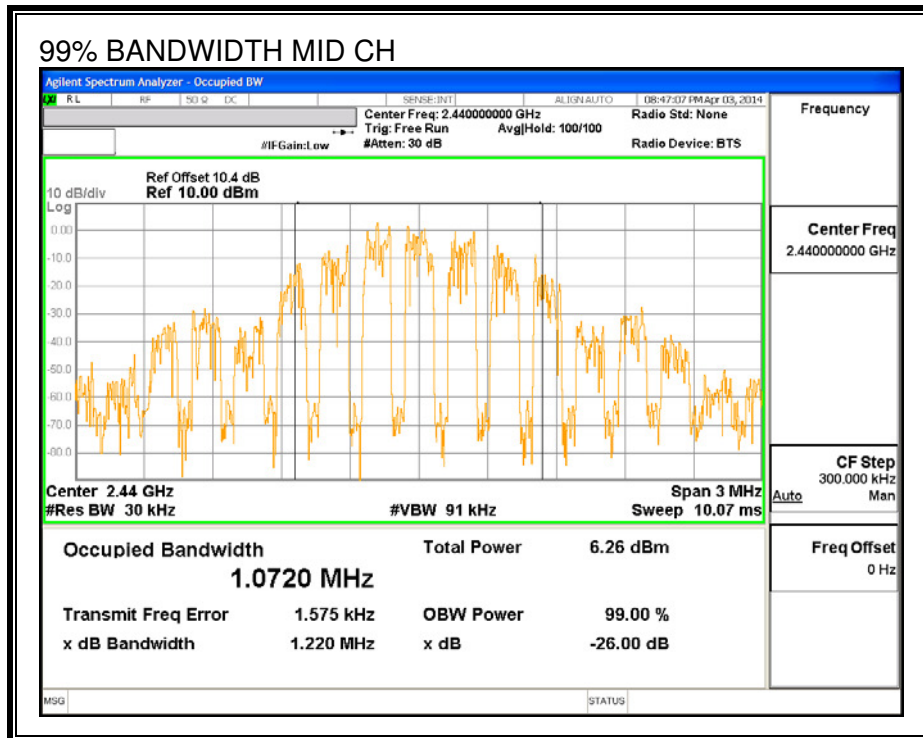 99% BANDWIDTH MID CH
Agilent Spectrum Analyzer - Occupied BW
LXI RL RF 50 Ω DC SENSE:INT ALIGN AUTO 08:47:07 PM Apr 03, 2014
Center Freq: 2.440000000 GHz Radio Std: None
Trig: Free Run Avg|Hold: 100/100
#IFGain:Low #Atten: 30 dB Radio Device: BTS
Frequency
Ref Offset 10.4 dB
10 dB/div Ref 10.00 dBm
Log
0.00
-10.0
-20.0
-30.0
-40.0
-50.0
-60.0
-70.0
-80.0
Center Freq
2.440000000 GHz
CF Step
300.000 kHz
Auto Man
Freq Offset
0 Hz
Center 2.44 GHz Span 3 MHz
#Res BW 30 kHz #VBW 91 kHz Sweep 10.07 ms
Occupied Bandwidth Total Power 6.26 dBm
1.0720 MHz
Transmit Freq Error 1.575 kHz OBW Power 99.00 %
x dB Bandwidth 1.220 MHz x dB -26.00 dB
MSG STATUS